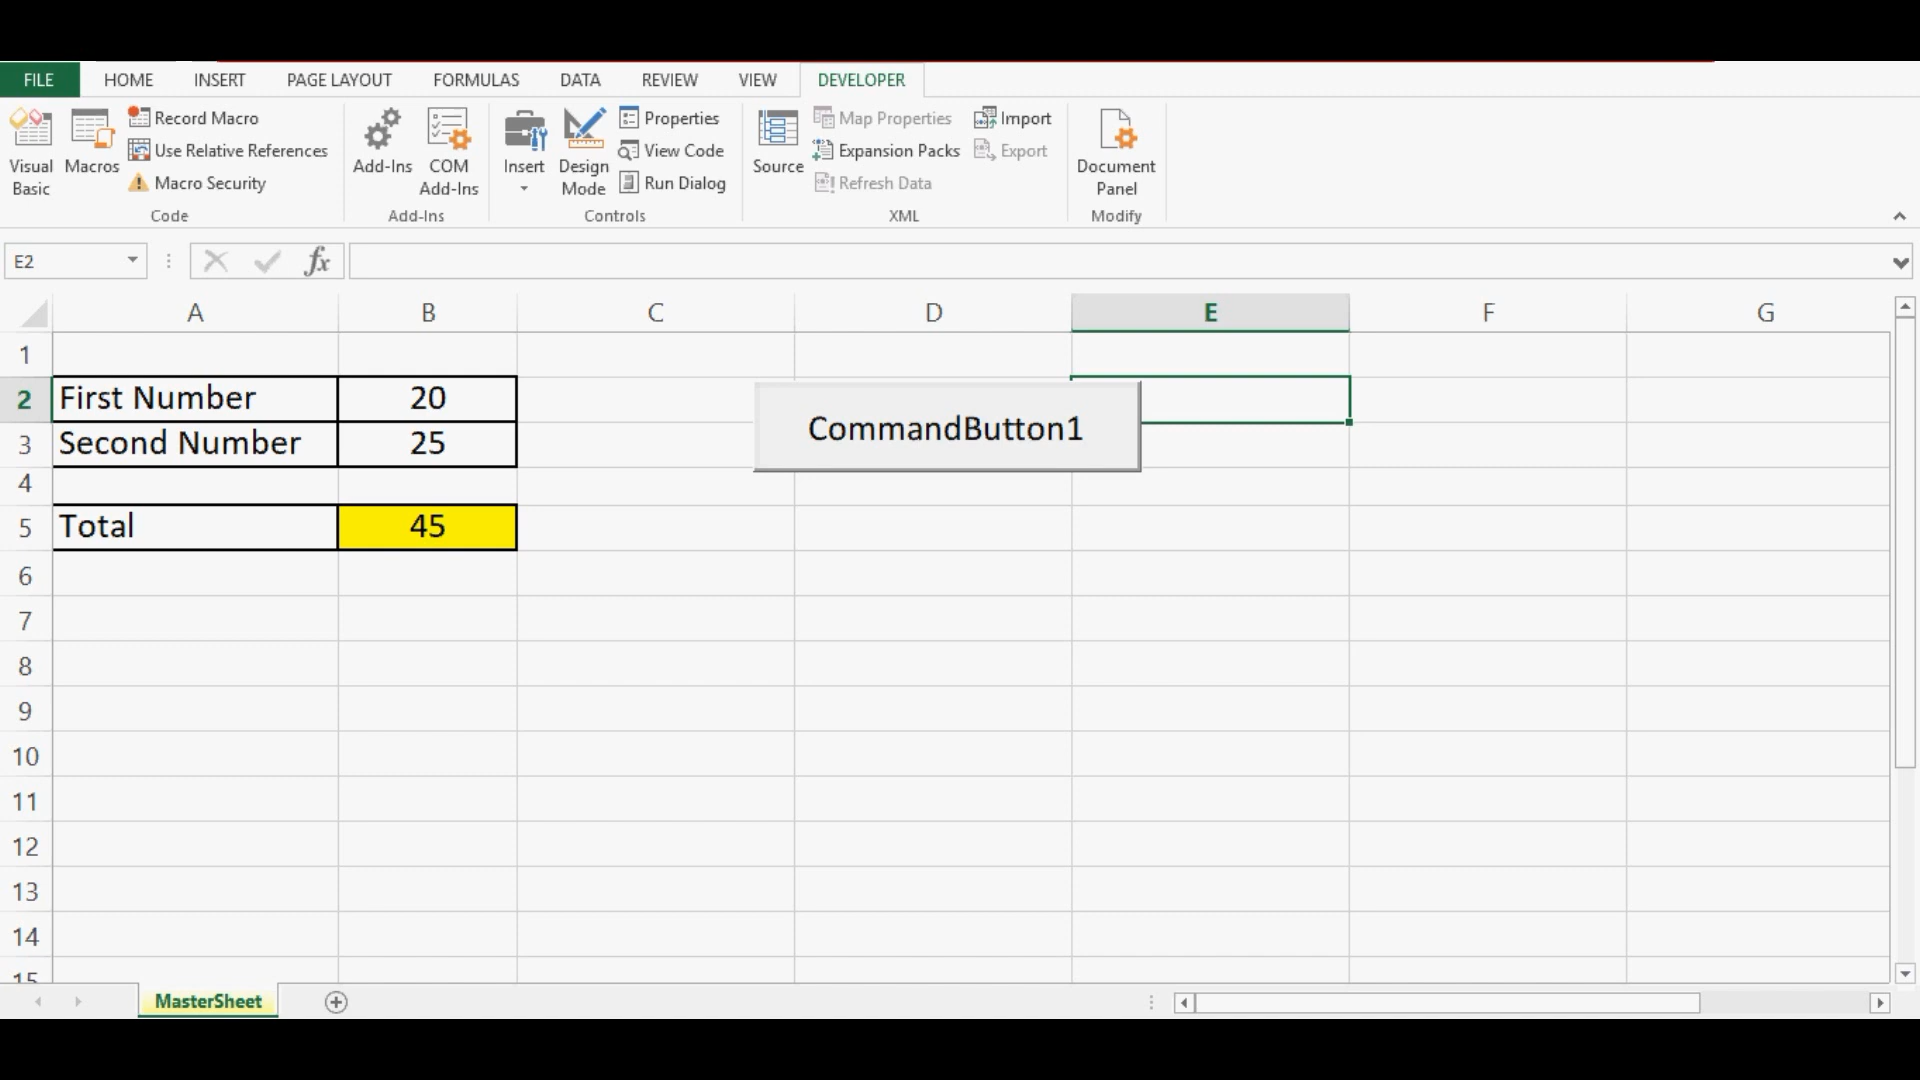 FILE HOME INSERT PAGE LAYOUT FORMULAS DATA REVIEW VIEW DEVELOPER
Visual Basic
Macros
Record Macro
Use Relative References
Macro Security
Code
Add-Ins
COM Add-Ins
Add-Ins
Insert
Design Mode
Properties
View Code
Run Dialog
Controls
Source
Map Properties
Expansion Packs
Refresh Data
Import
Export
XML
Document Panel
Modify
E2 fx
A B C D E F G
1
2 First Number 20
3 Second Number 25
CommandButton1
4
5 Total 45
6
7
8
9
10
11
12
13
14
15
MasterSheet